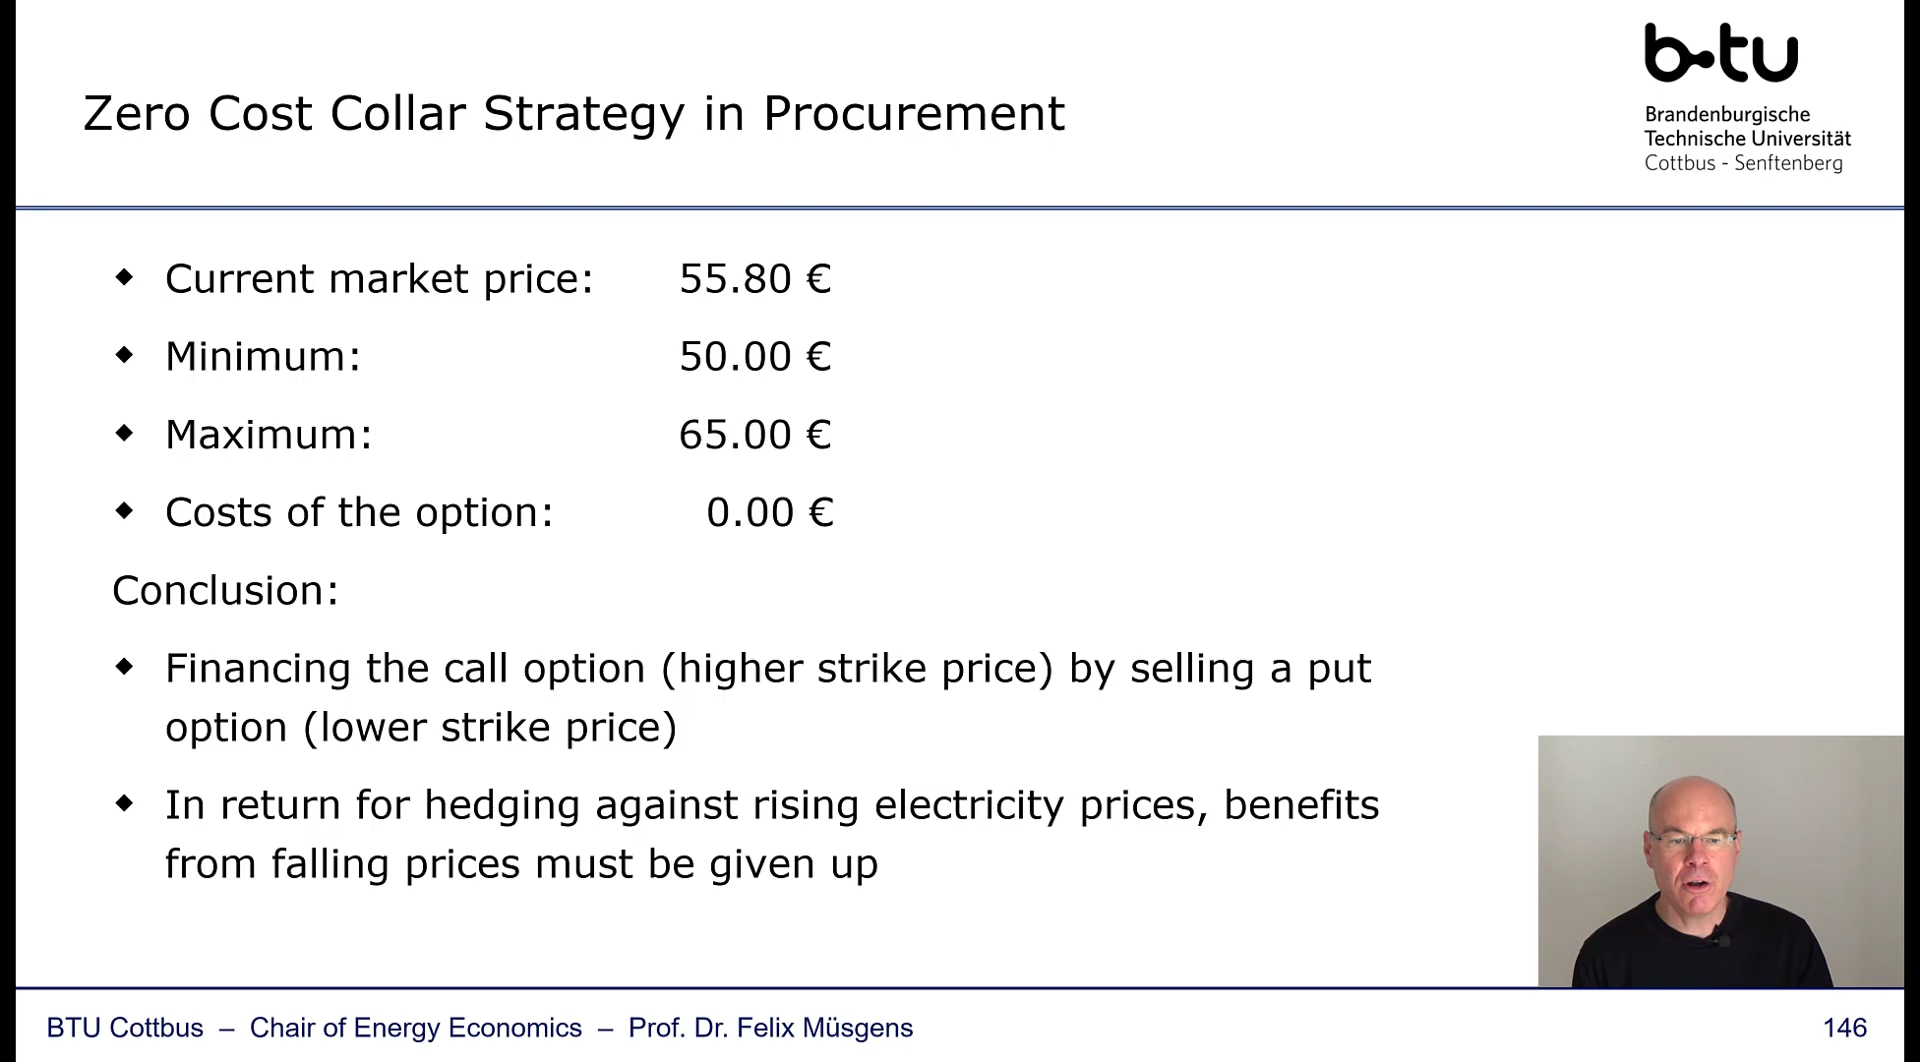 b-tu
Brandenburgische
Technische Universität
Cottbus - Senftenberg
Zero Cost Collar Strategy in Procurement
◆ Current market price: 55.80 €
◆ Minimum: 50.00 €
◆ Maximum: 65.00 €
◆ Costs of the option: 0.00 €
Conclusion:
◆ Financing the call option (higher strike price) by selling a put
option (lower strike price)
◆ In return for hedging against rising electricity prices, benefits
from falling prices must be given up
BTU Cottbus – Chair of Energy Economics – Prof. Dr. Felix Müsgens 146